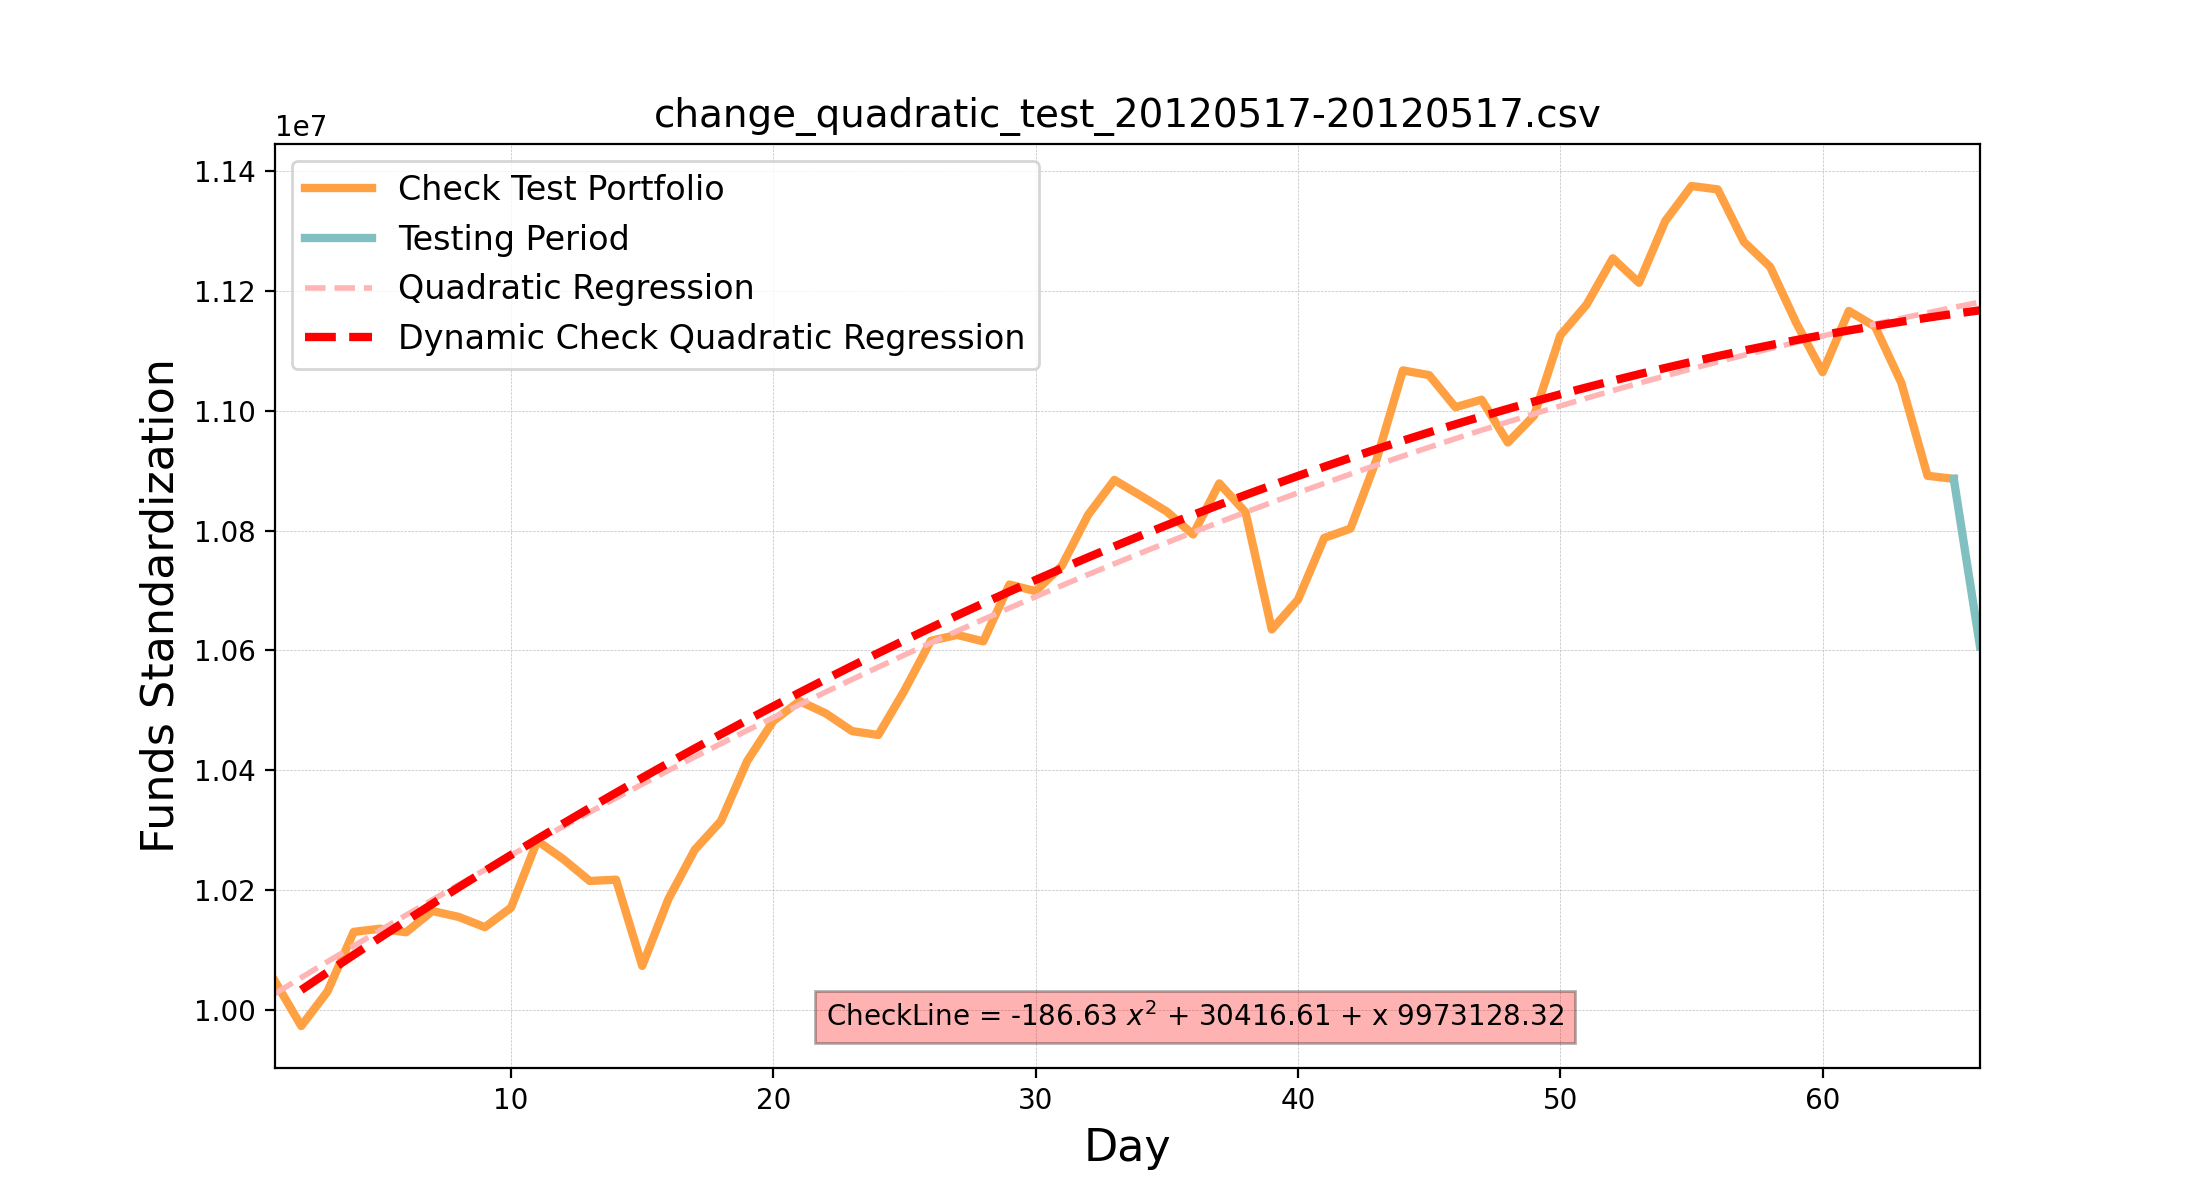 change_quadratic_test_20120517-20120517.csv
1e7
1.14
1.12
1.10
1.08
1.06
1.04
1.02
1.00
Funds Standardization
Check Test Portfolio
Testing Period
Quadratic Regression
Dynamic Check Quadratic Regression
CheckLine = -186.63 x² + 30416.61 + x 9973128.32
10 20 30 40 50 60
Day